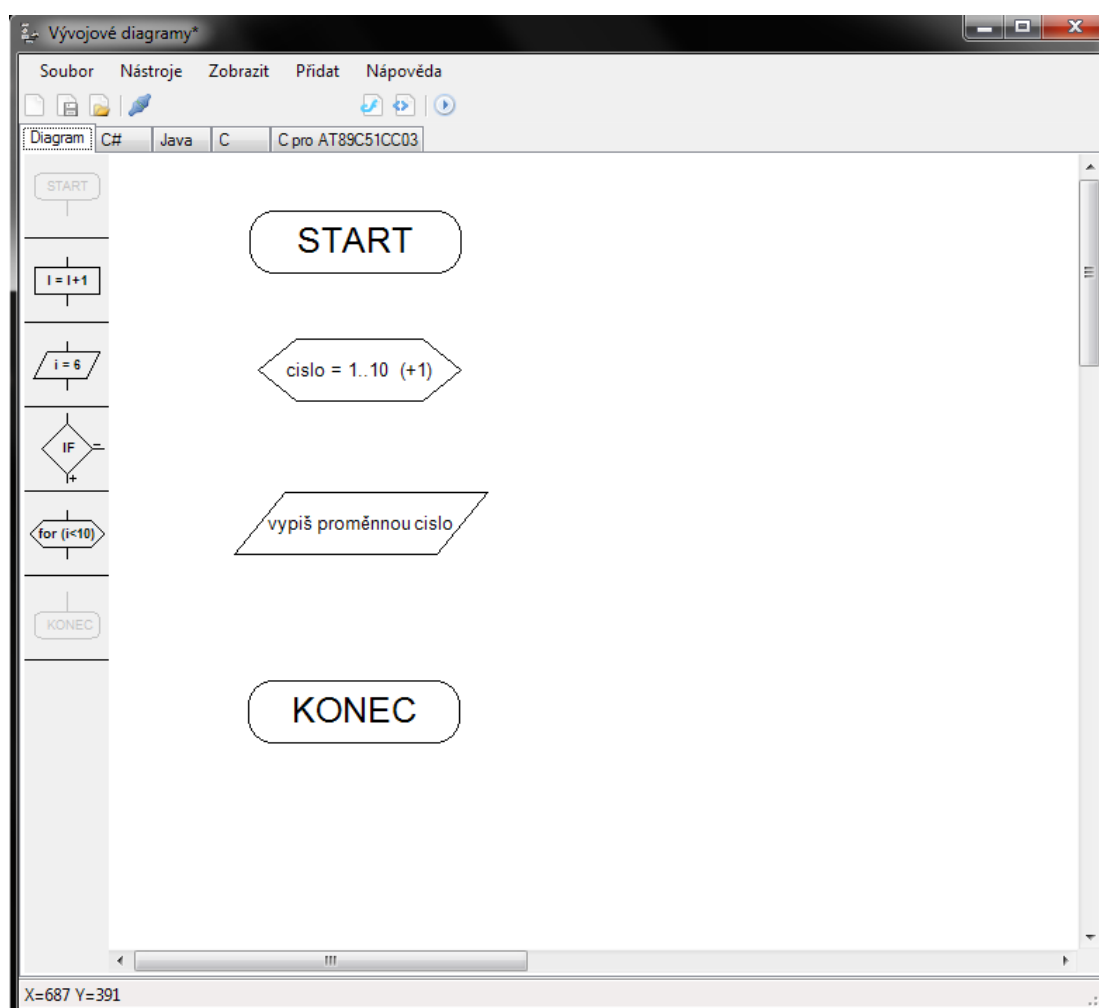 Vývojové diagramy*
Soubor Nástroje Zobrazit Přidat Nápověda
Diagram C# Java C C pro AT89C51CC03
START
I = I+1
i = 6
IF
for (i<10)
KONEC
START
cislo = 1..10 (+1)
vypiš proměnnou cislo
KONEC
X=687 Y=391